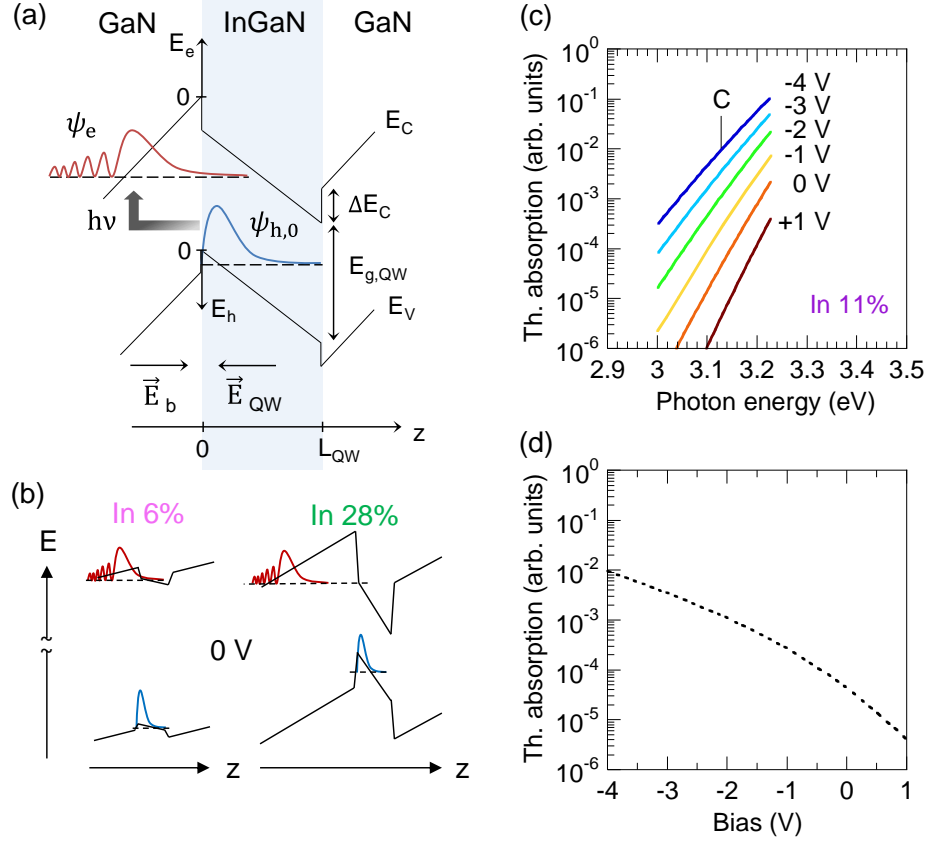 (a)
GaN
InGaN
GaN
E_e
0
ψ_e
E_C
ΔE_C
hν
ψ_h,0
0
E_g,QW
E_h
E_V
E⃗_b
E⃗_QW
z
0
L_QW
(b)
In 6%
In 28%
E
0 V
z
z
(c)
Th. absorption (arb. units)
10^0
10^-1
10^-2
10^-3
10^-4
10^-5
10^-6
C
-4 V
-3 V
-2 V
-1 V
0 V
+1 V
In 11%
2.9 3 3.1 3.2 3.3 3.4 3.5
Photon energy (eV)
(d)
Th. absorption (arb. units)
10^0
10^-1
10^-2
10^-3
10^-4
10^-5
10^-6
-4 -3 -2 -1 0 1
Bias (V)